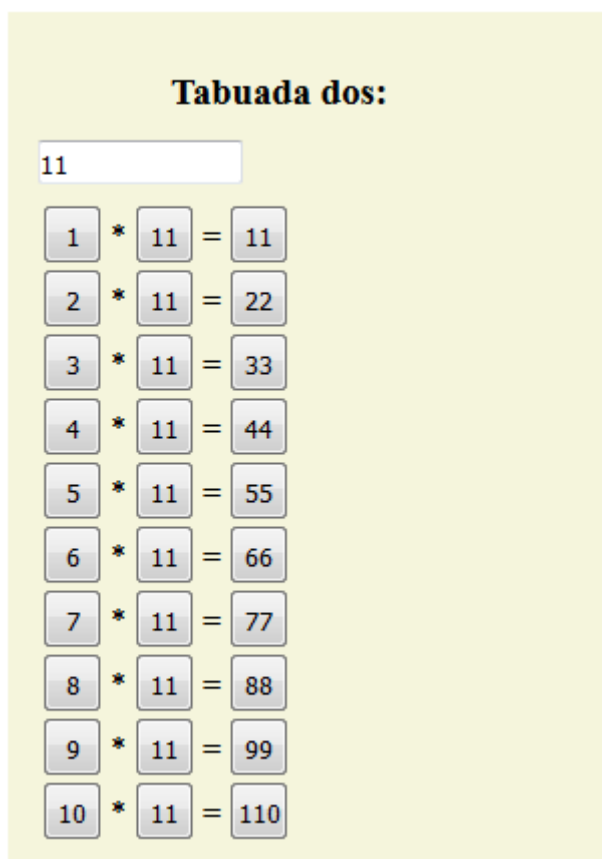 Tabuada dos:
11
1 * 11 = 11
2 * 11 = 22
3 * 11 = 33
4 * 11 = 44
5 * 11 = 55
6 * 11 = 66
7 * 11 = 77
8 * 11 = 88
9 * 11 = 99
10 * 11 = 110